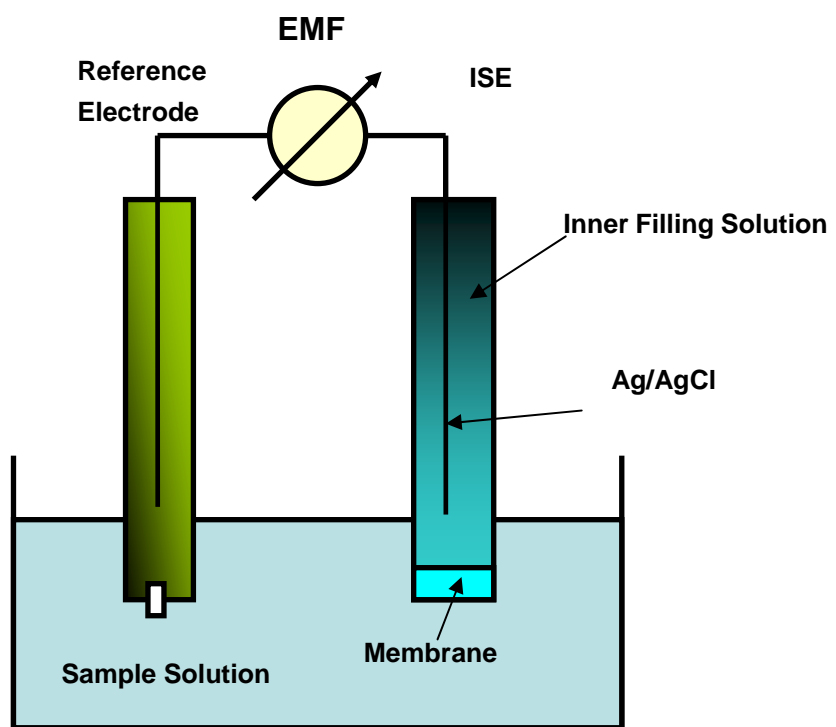 EMF
Reference
Electrode
ISE
Inner Filling Solution
Ag/AgCl
Membrane
Sample Solution